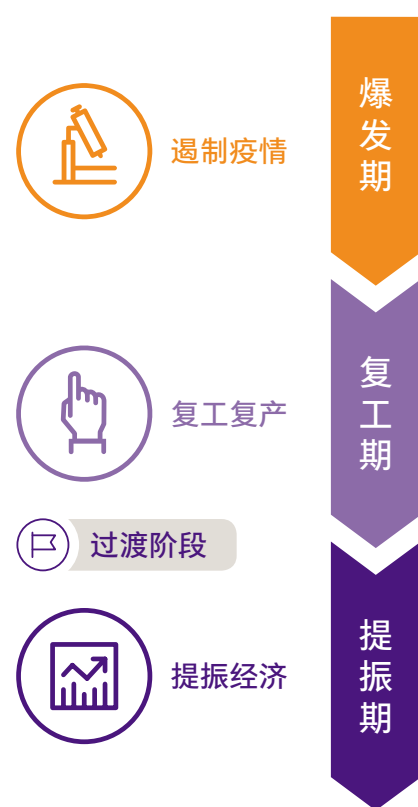 遏制疫情
爆发期
复工复产
复工期
过渡阶段
提振经济
提振期